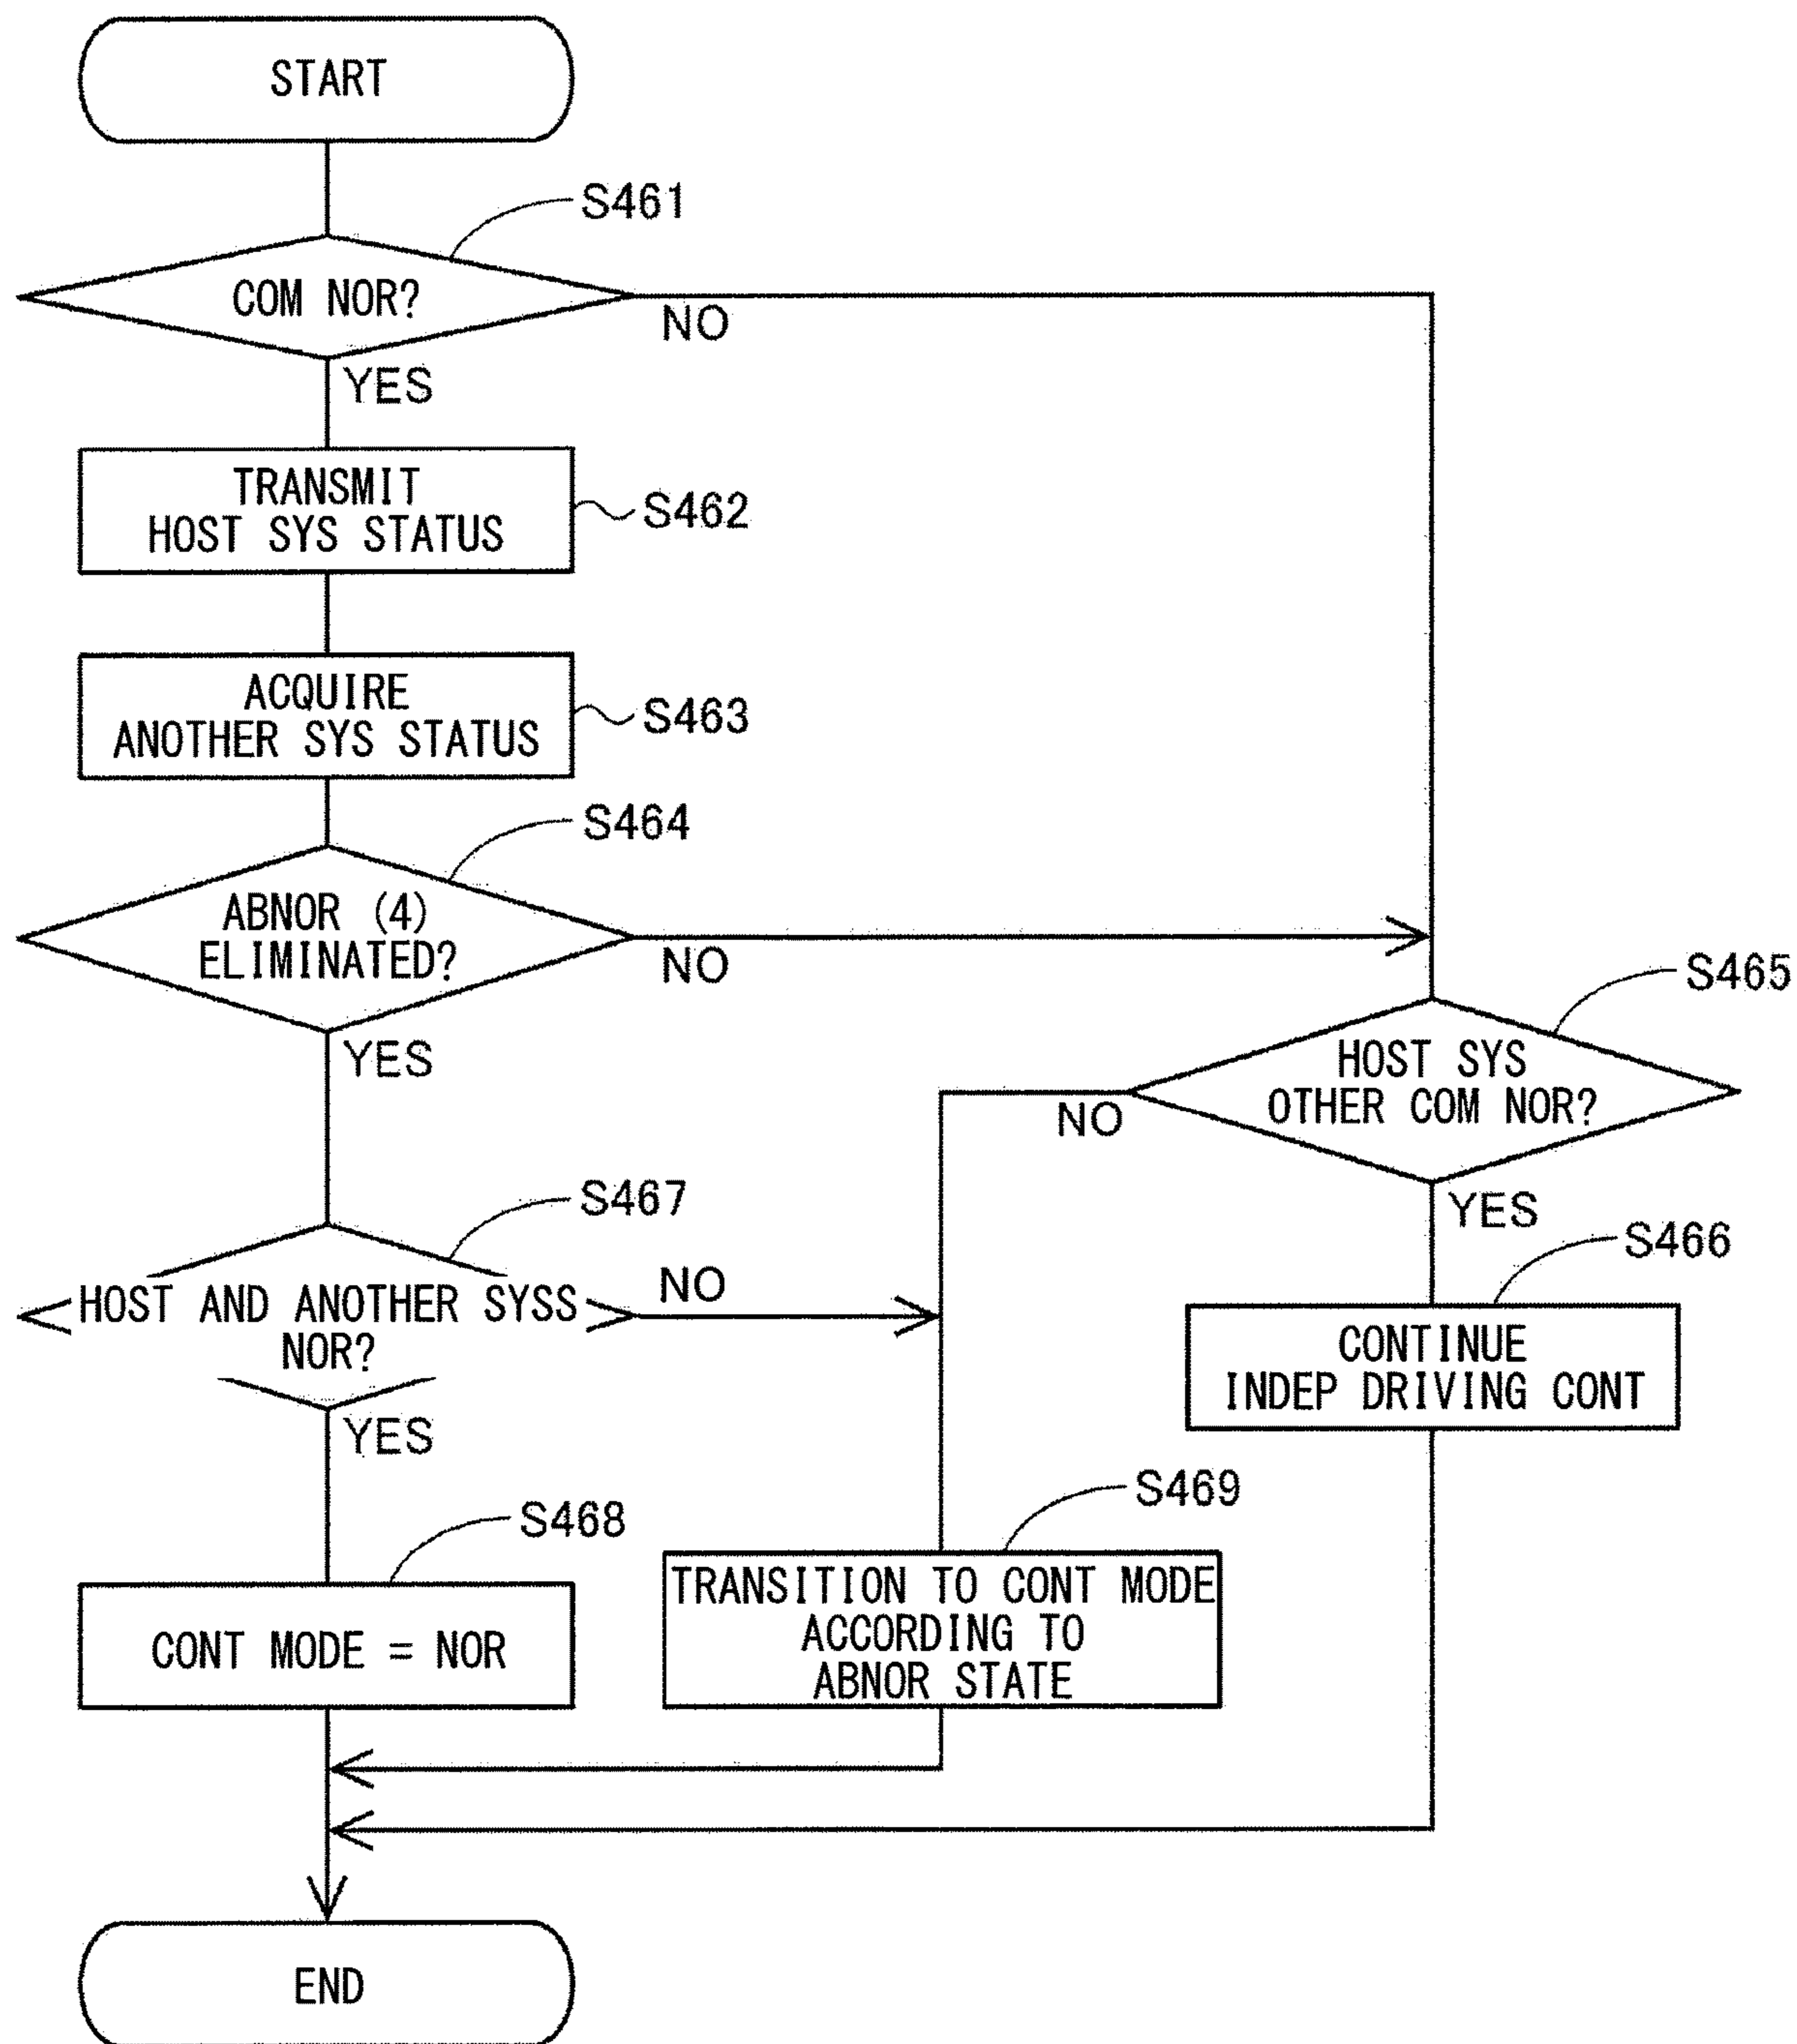 START
S461
COM NOR?
NO
YES
TRANSMIT
HOST SYS STATUS
S462
ACQUIRE
ANOTHER SYS STATUS
S463
S464
ABNOR (4)
ELIMINATED?
NO
YES
S465
HOST SYS
OTHER COM NOR?
NO
YES
S466
CONTINUE
INDEP DRIVING CONT
S467
HOST AND ANOTHER SYSS
NOR?
NO
YES
S468
CONT MODE = NOR
S469
TRANSITION TO CONT MODE
ACCORDING TO
ABNOR STATE
END